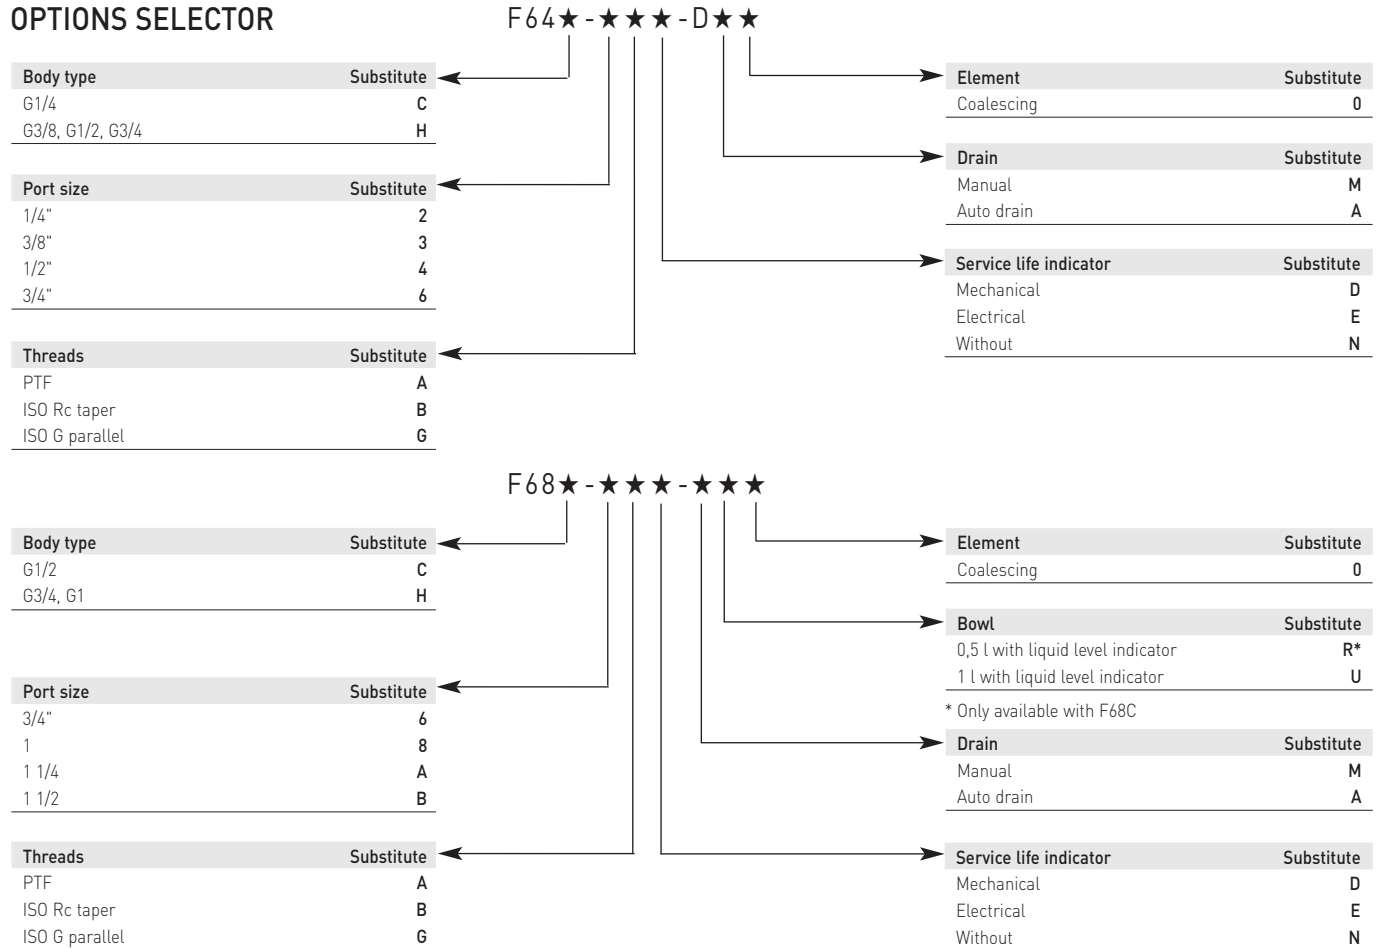 OPTIONS SELECTOR
F64★-★★★-D★★
Body type Substitute
G1/4 C
G3/8, G1/2, G3/4 H
Port size Substitute
1/4" 2
3/8" 3
1/2" 4
3/4" 6
Threads Substitute
PTF A
ISO Rc taper B
ISO G parallel G
Element Substitute
Coalescing 0
Drain Substitute
Manual M
Auto drain A
Service life indicator Substitute
Mechanical D
Electrical E
Without N
F68★-★★★-★★★
Body type Substitute
G1/2 C
G3/4, G1 H
Port size Substitute
3/4" 6
1 8
1 1/4 A
1 1/2 B
Threads Substitute
PTF A
ISO Rc taper B
ISO G parallel G
Element Substitute
Coalescing 0
Bowl Substitute
0,5 l with liquid level indicator R*
1 l with liquid level indicator U
* Only available with F68C
Drain Substitute
Manual M
Auto drain A
Service life indicator Substitute
Mechanical D
Electrical E
Without N